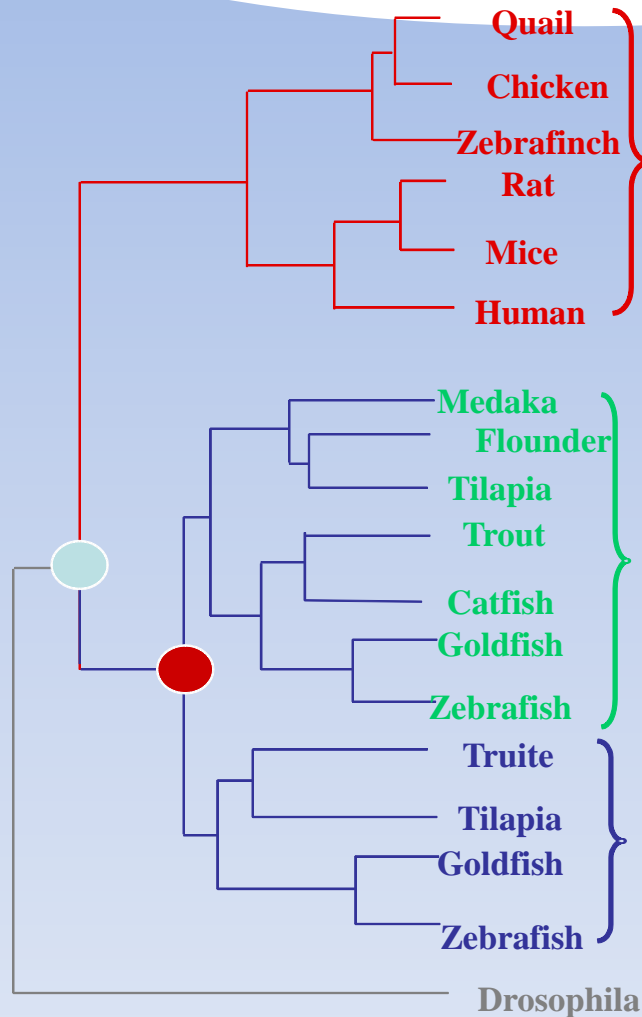 Quail
Chicken
Zebrafinch
Rat
Mice
Human
Medaka
Flounder
Tilapia
Trout
Catfish
Goldfish
Zebrafish
Truite
Tilapia
Goldfish
Zebrafish
Drosophila